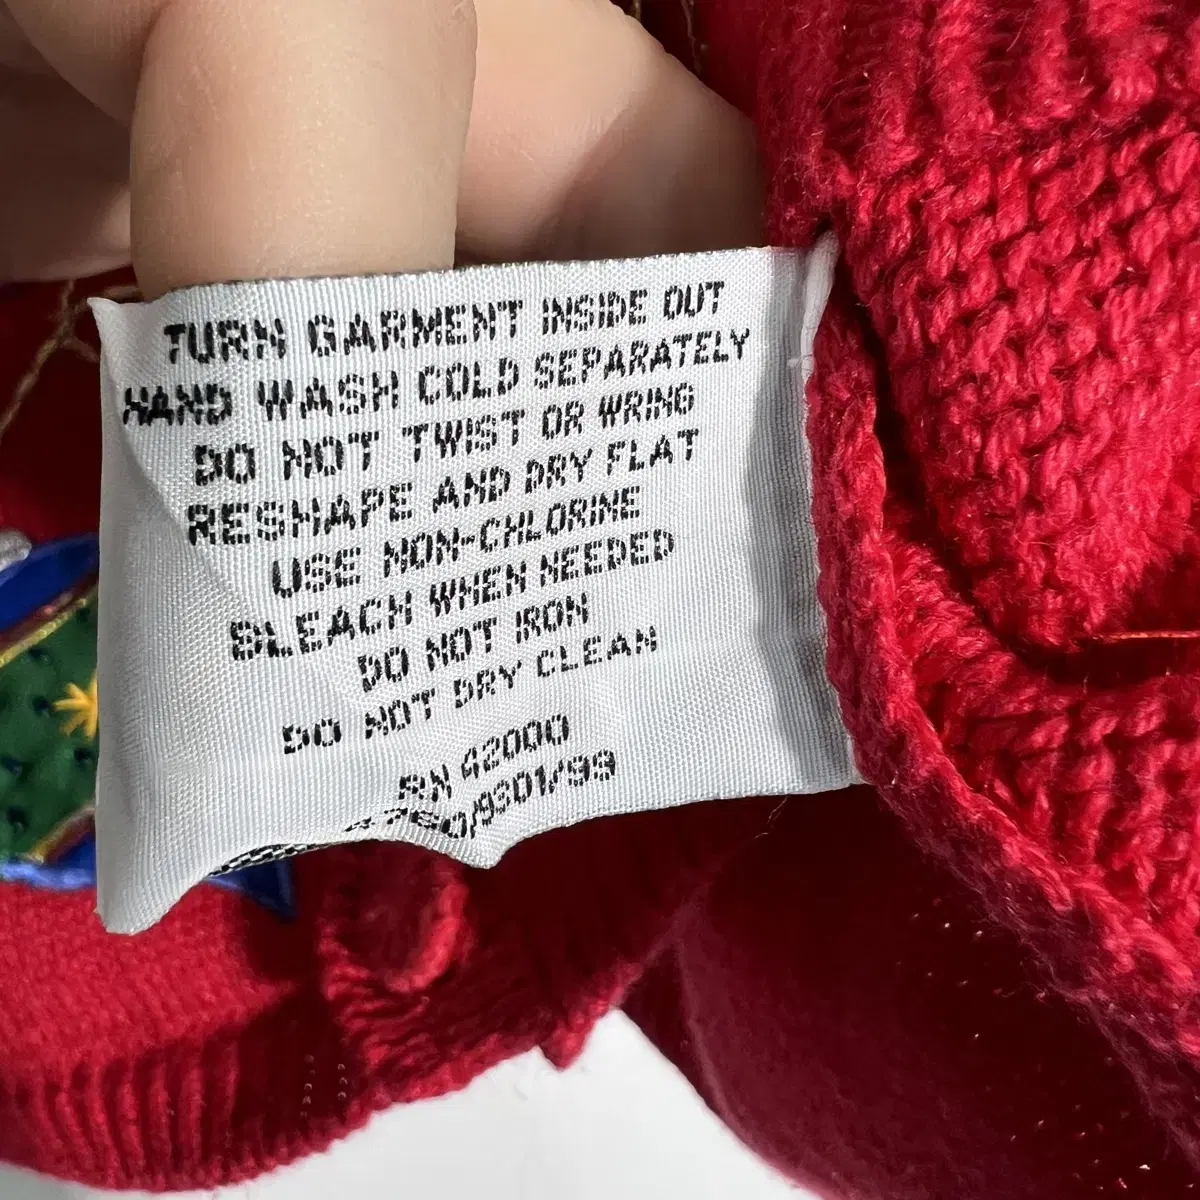 TURN GARMENT INSIDE OUT
HAND WASH COLD SEPARATELY
DO NOT TWIST OR WRING
RESHAPE AND DRY FLAT
USE NON-CHLORINE
BLEACH WHEN NEEDED
DO NOT IRON
DO NOT DRY CLEAN
RN 42000